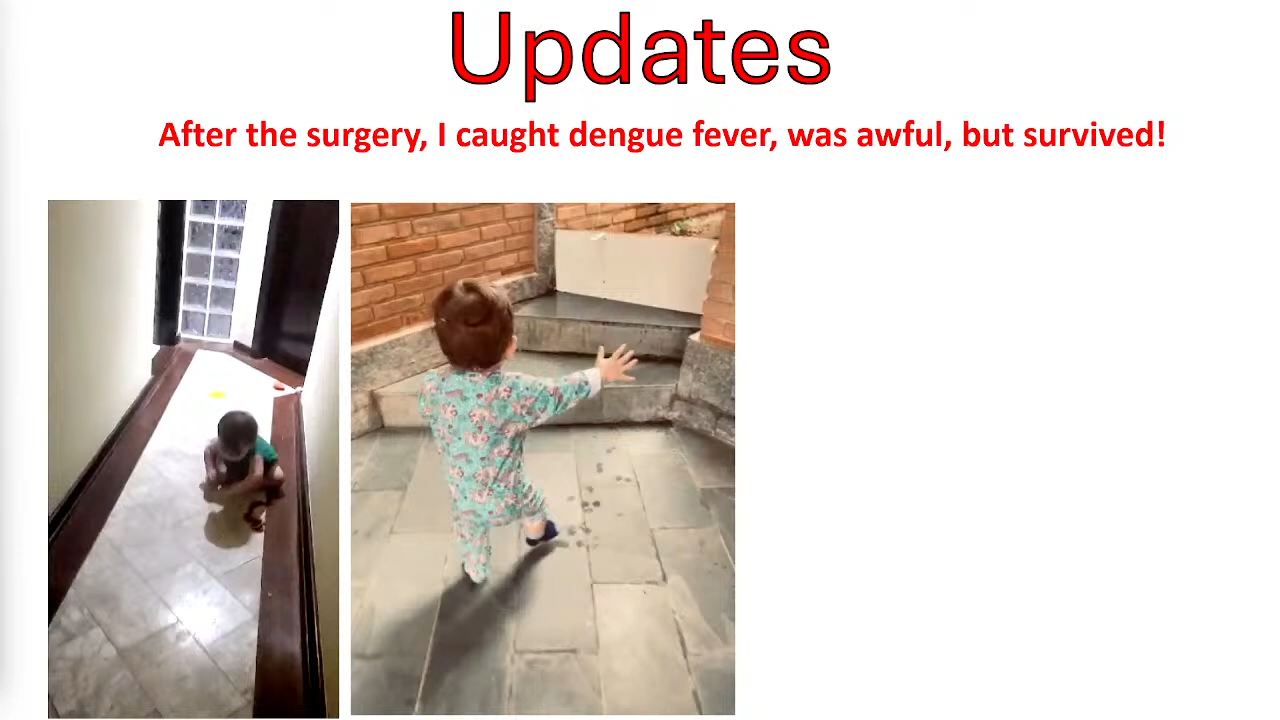 Updates
After the surgery, I caught dengue fever, was awful, but survived!